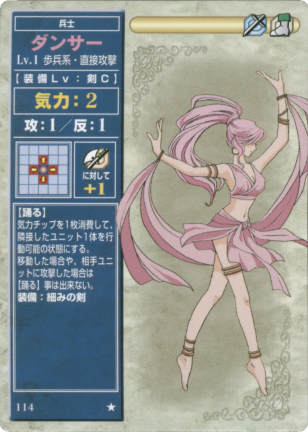 兵士
ダンサー
Lv.1 歩兵系・直接攻撃
【装備Lv：剣C】
気力：2
攻：1／反：1
に対して
+1
【踊る】
気力チップを1枚消費して、
隣接したユニット1体を行
動可能の状態にする。
移動した場合や、相手ユニ
ットに攻撃した場合は
【踊る】事は出来ない。
装備：細みの剣
114 ★